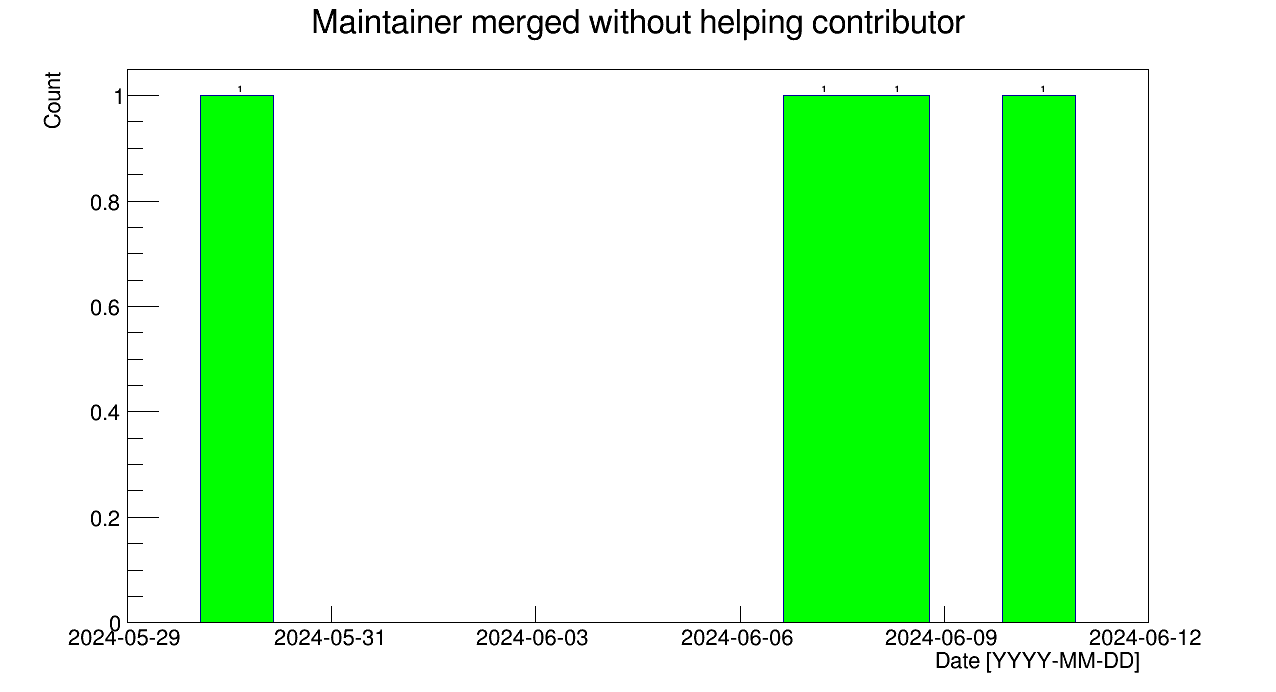 Maintainer merged without helping contributor
Count
1
0.8
0.6
0.4
0.2
0
1 1 1 1
2024-05-29 2024-05-31 2024-06-03 2024-06-06 2024-06-09 2024-06-12
Date [YYYY-MM-DD]